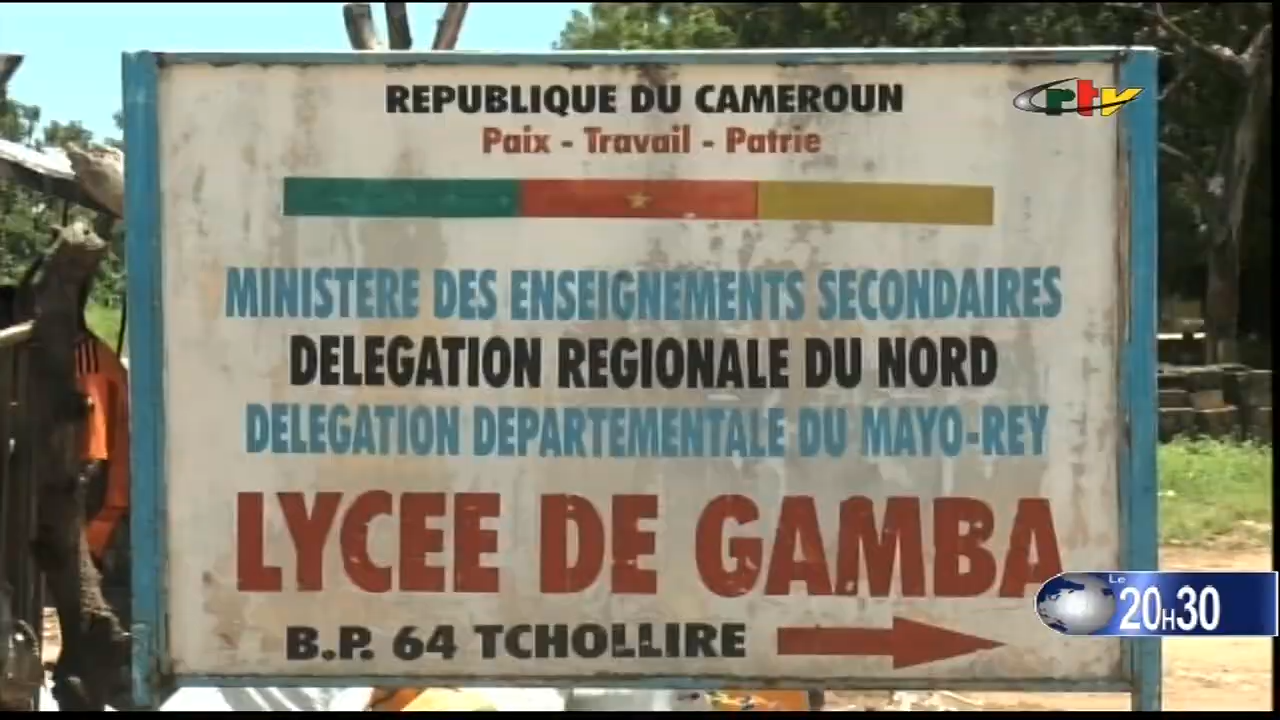 REPUBLIQUE DU CAMEROUN
crtv
Paix - Travail - Patrie
MINISTERE DES ENSEIGNEMENTS SECONDAIRES
DELEGATION REGIONALE DU NORD
DELEGATION DEPARTEMENTALE DU MAYO-REY
LYCEE DE GAMBA
Le
20H30
B.P. 64 TCHOLLIRE